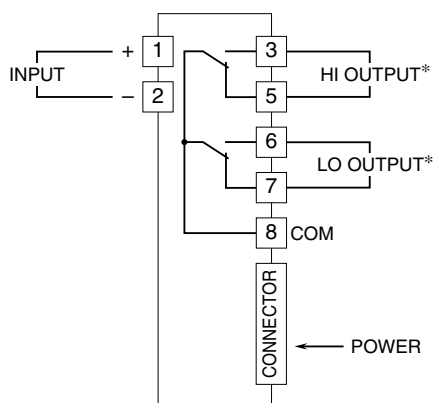 INPUT
+ 1
− 2
3
HI OUTPUT*
5
6
LO OUTPUT*
7
8 COM
CONNECTOR
POWER